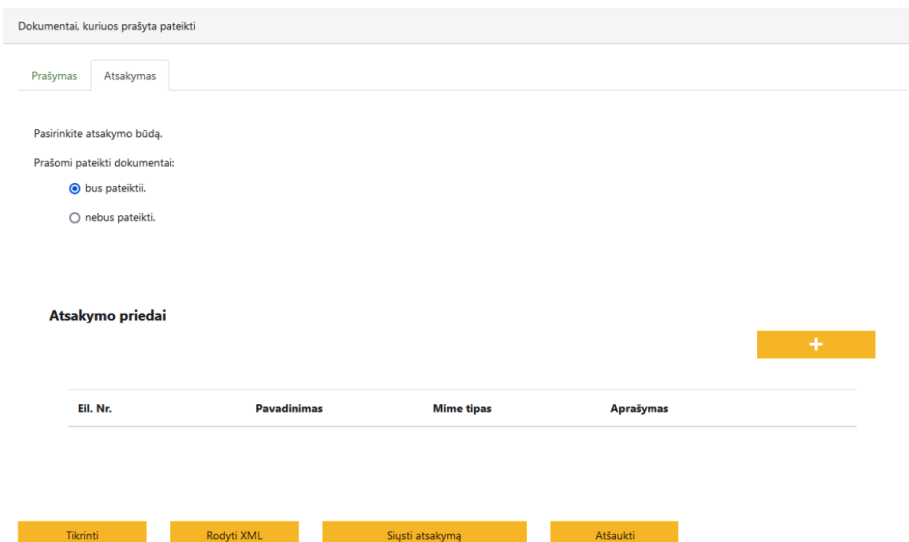 Dokumentai, kuriuos prašyta pateikti
Prašymas Atsakymas
Pasirinkite atsakymo būdą.
Prašomi pateikti dokumentai:
bus pateiktii.
nebus pateikti.
Atsakymo priedai
+
Eil. Nr. Pavadinimas Mime tipas Aprašymas
Tikrinti Rodyti XML Siųsti atsakymą Atšaukti